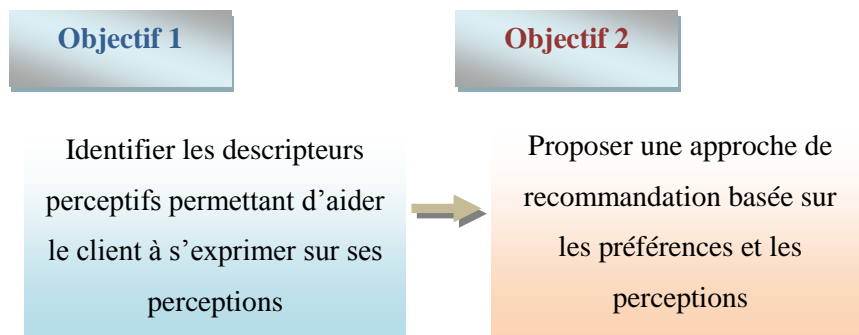 Objectif 1
Identifier les descripteurs
perceptifs permettant d’aider
le client à s’exprimer sur ses
perceptions
Objectif 2
Proposer une approche de
recommandation basée sur
les préférences et les
perceptions